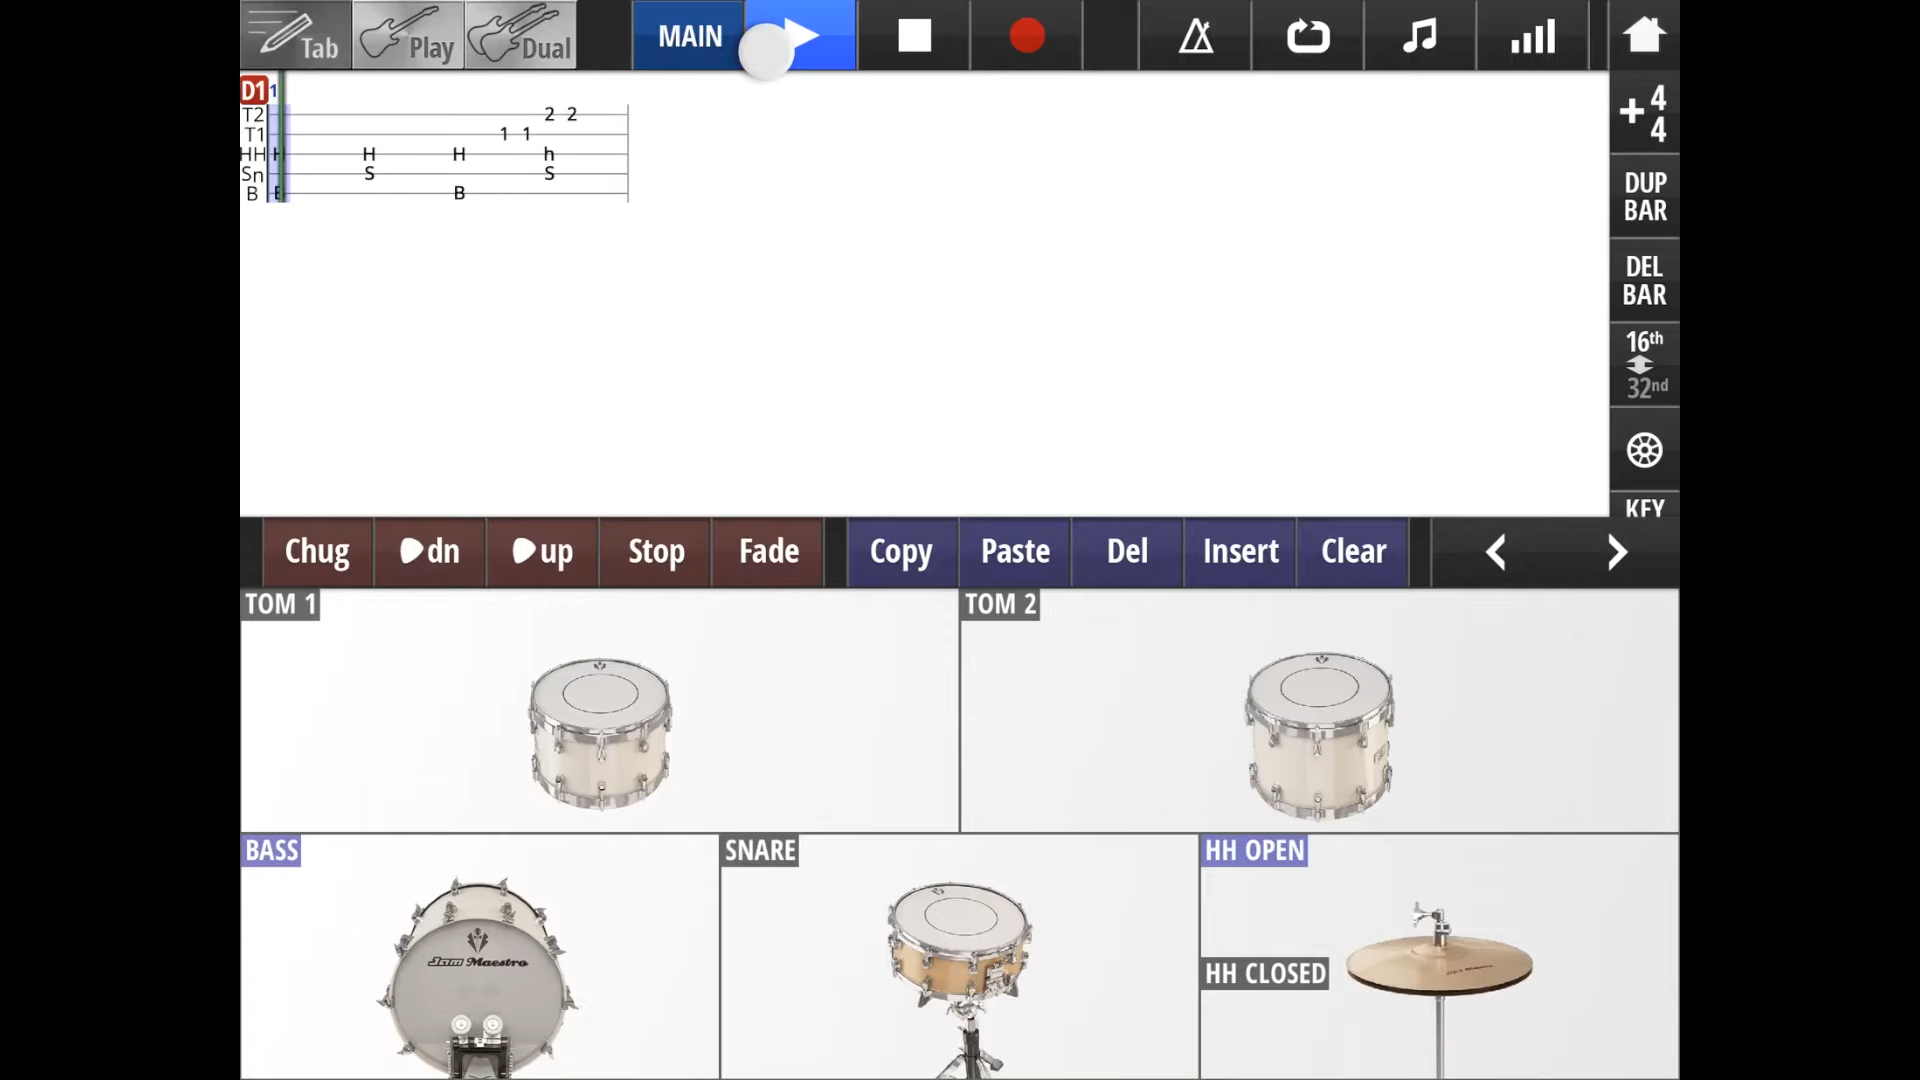 Tab Play Dual MAIN
D1 1
T2 2 2
T1 1 1
HH H H H h
Sn S S
B B
+ 4 4
DUP BAR
DEL BAR
16th
32nd
KEY
Chug dn up Stop Fade Copy Paste Del Insert Clear
TOM 1 TOM 2
BASS SNARE HH OPEN
HH CLOSED
Jam Maestro